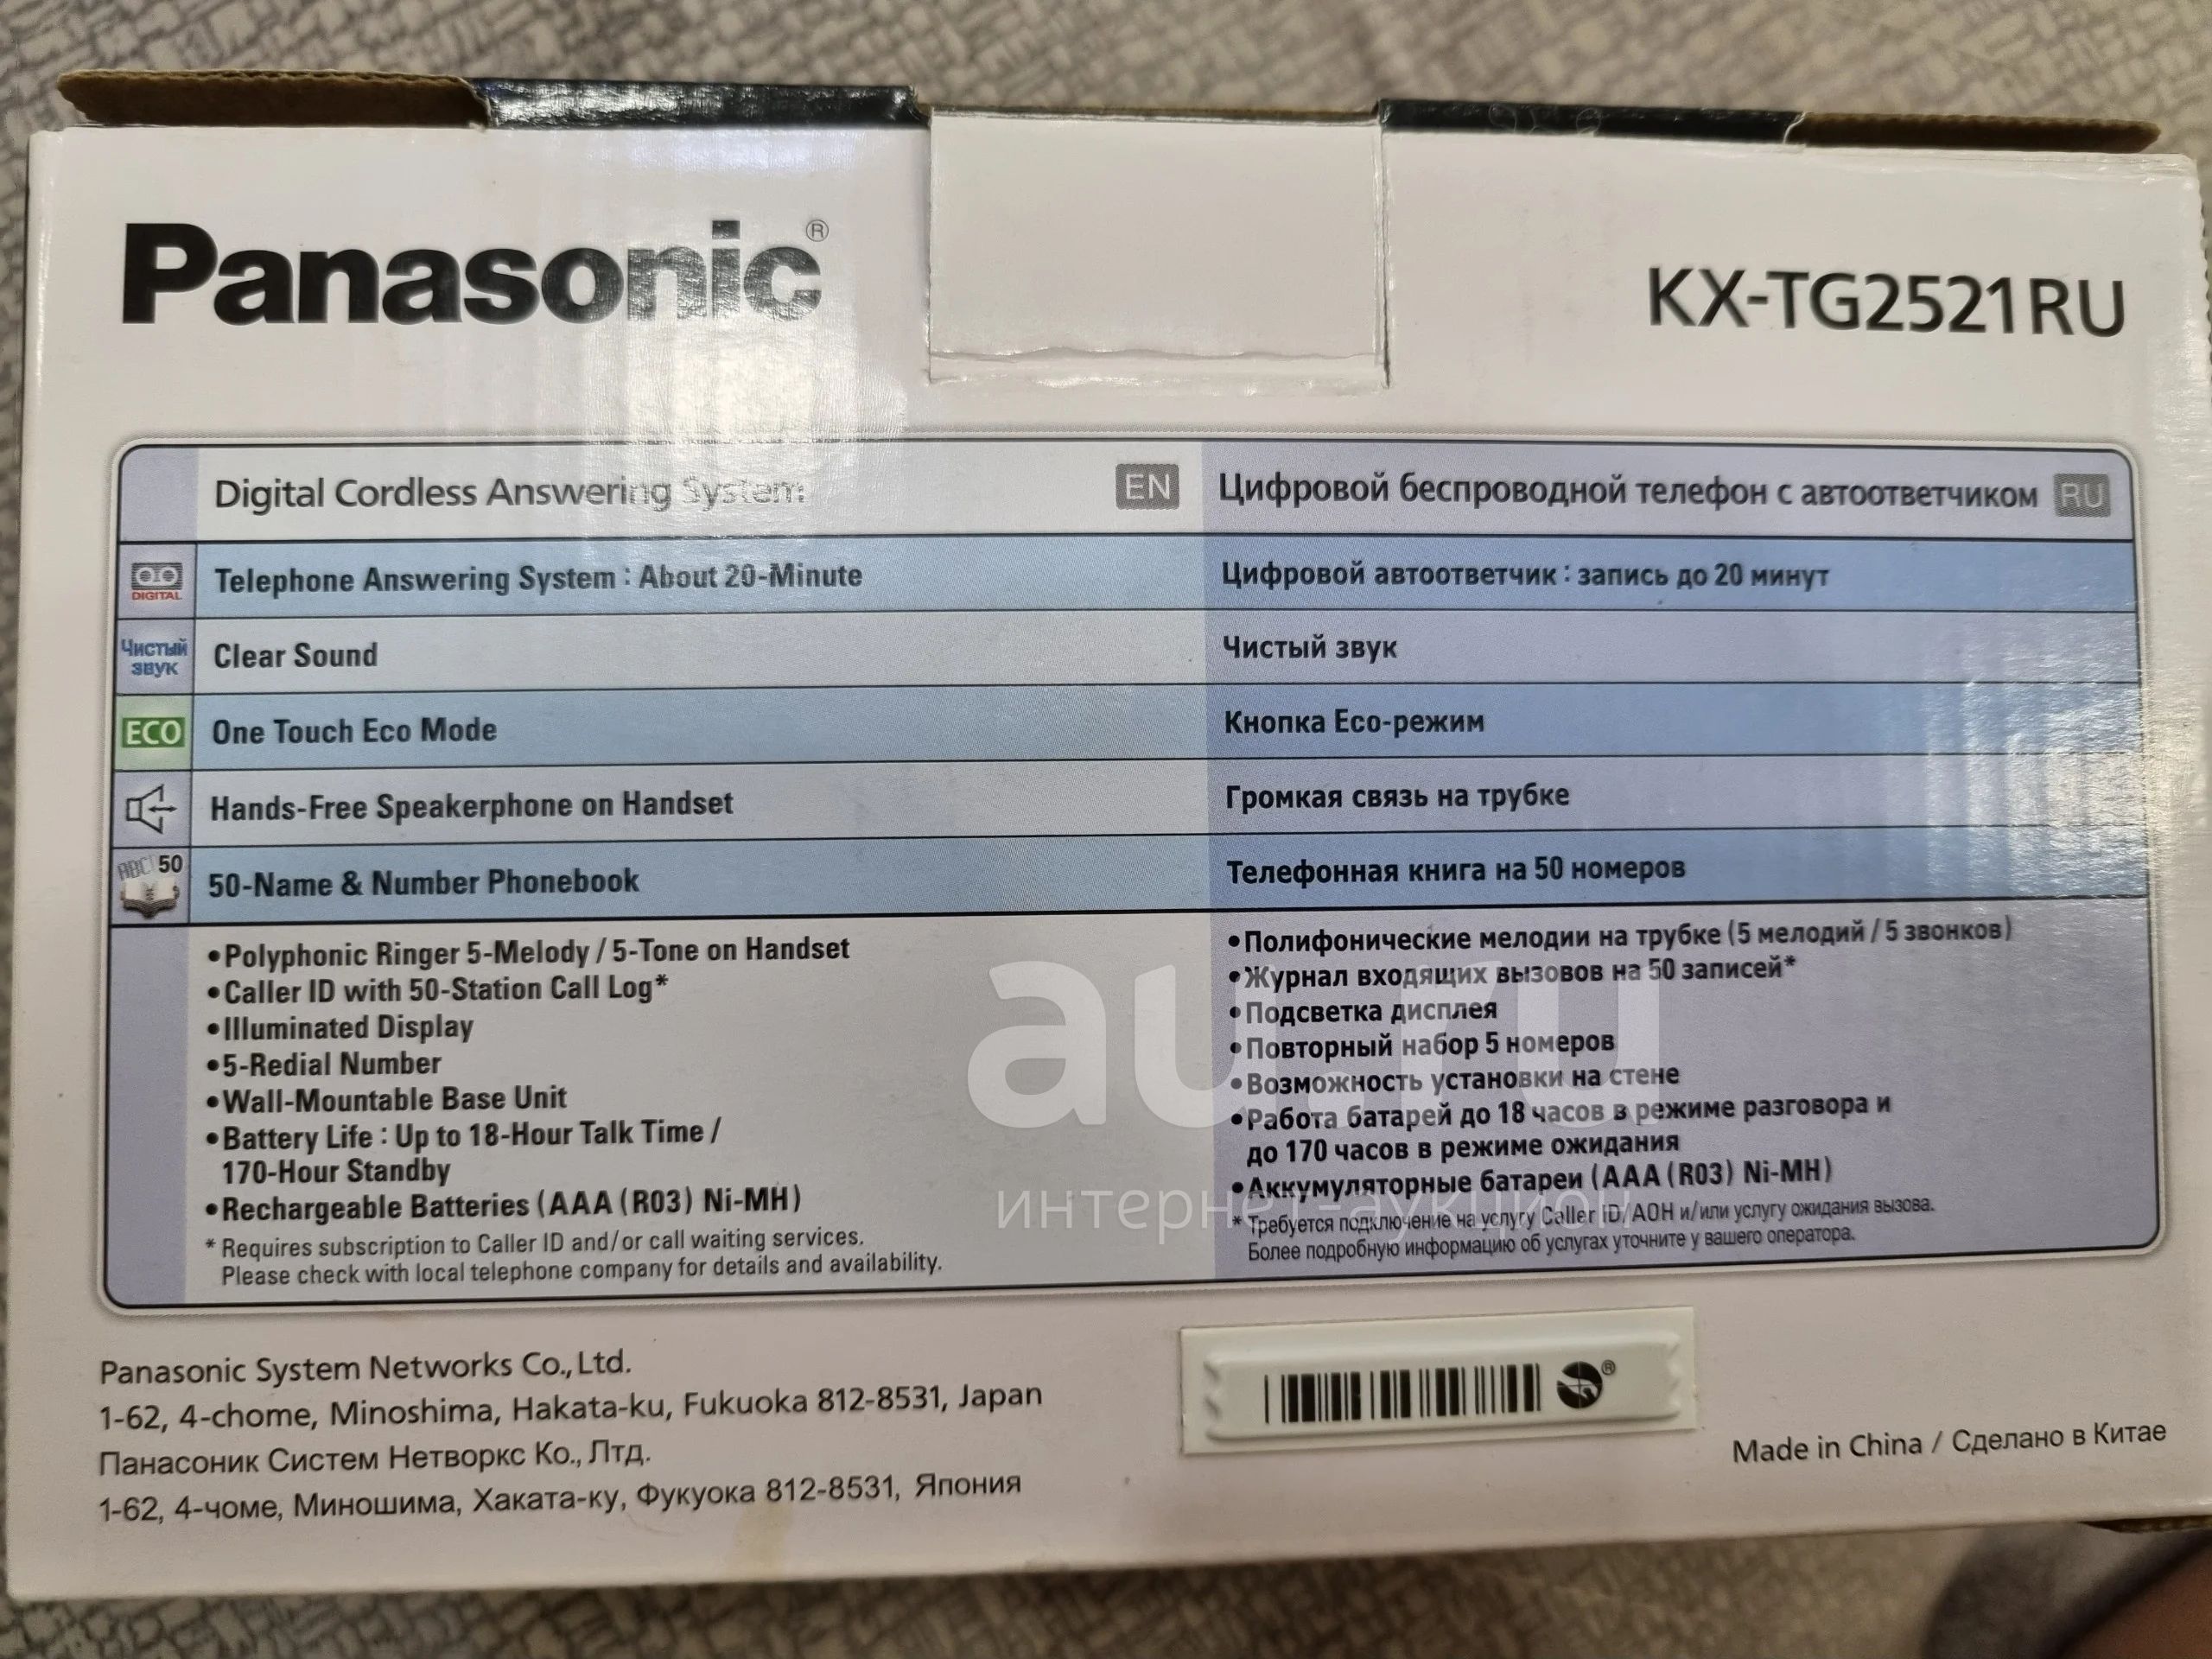 Panasonic®
KX-TG2521RU
Digital Cordless Answering System
EN
Цифровой беспроводной телефон с автоответчиком
RU
DIGITAL
Telephone Answering System : About 20-Minute
Цифровой автоответчик : запись до 20 минут
Чистый
звук
Clear Sound
Чистый звук
ECO
One Touch Eco Mode
Кнопка Eco-режим
Hands-Free Speakerphone on Handset
Громкая связь на трубке
ABC 50
50-Name & Number Phonebook
Телефонная книга на 50 номеров
•Polyphonic Ringer 5-Melody / 5-Tone on Handset
•Caller ID with 50-Station Call Log*
•Illuminated Display
•5-Redial Number
•Wall-Mountable Base Unit
•Battery Life : Up to 18-Hour Talk Time /
170-Hour Standby
•Rechargeable Batteries (AAA (R03) Ni-MH)
* Requires subscription to Caller ID and/or call waiting services.
Please check with local telephone company for details and availability.
•Полифонические мелодии на трубке (5 мелодий / 5 звонков)
•Журнал входящих вызовов на 50 записей*
•Подсветка дисплея
•Повторный набор 5 номеров
•Возможность установки на стене
•Работа батарей до 18 часов в режиме разговора и
до 170 часов в режиме ожидания
•Аккумуляторные батареи (AAA (R03) Ni-MH)
* Требуется подключение на услугу Caller ID/АОН и/или услугу ожидания вызова.
Более подробную информацию об услугах уточните у вашего оператора.
au.ru
интернет-аукцион
Panasonic System Networks Co., Ltd.
1-62, 4-chome, Minoshima, Hakata-ku, Fukuoka 812-8531, Japan
Панасоник Систем Нетворкс Ко., Лтд.
1-62, 4-чоме, Миношима, Хаката-ку, Фукуока 812-8531, Япония
®
Made in China / Сделано в Китае